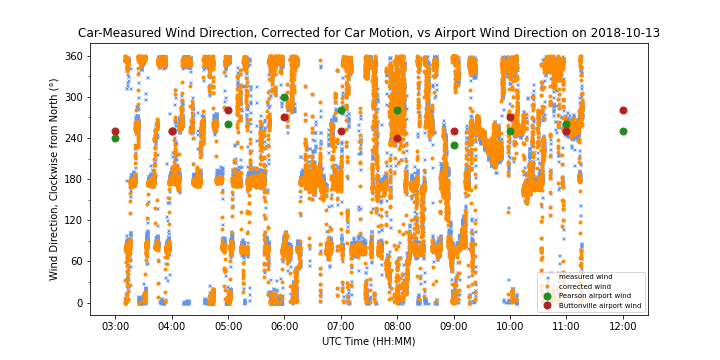 Car-Measured Wind Direction, Corrected for Car Motion, vs Airport Wind Direction on 2018-10-13
Wind Direction, Clockwise from North (°)
360
300
240
180
120
60
0
measured wind
corrected wind
Pearson airport wind
Buttonville airport wind
03:00 04:00 05:00 06:00 07:00 08:00 09:00 10:00 11:00 12:00
UTC Time (HH:MM)